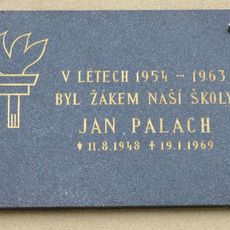 V LÉTECH 1954 – 1963
BYL ŽÁKEM NAŠÍ ŠKOLY
JAN PALACH
* 11.8.1948 ✝ 19.1.1969